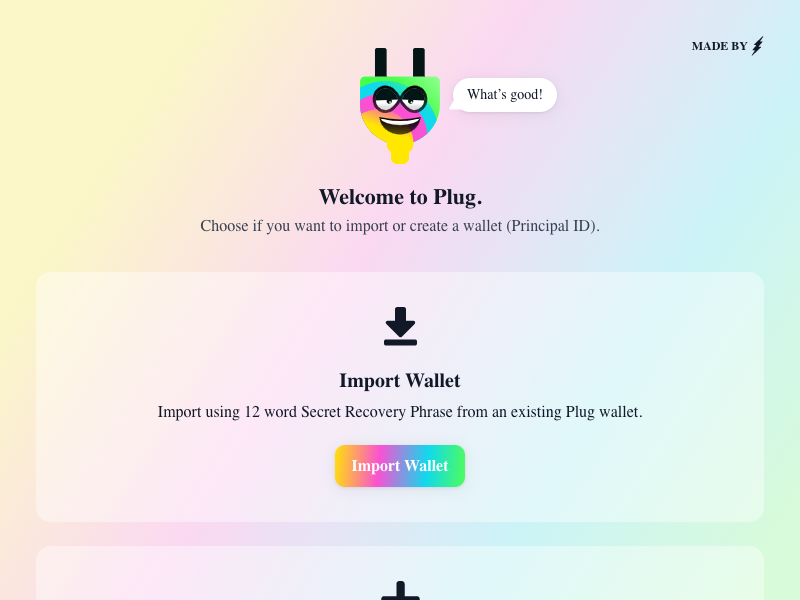 MADE BY
What's good!
Welcome to Plug.
Choose if you want to import or create a wallet (Principal ID).
Import Wallet
Import using 12 word Secret Recovery Phrase from an existing Plug wallet.
Import Wallet